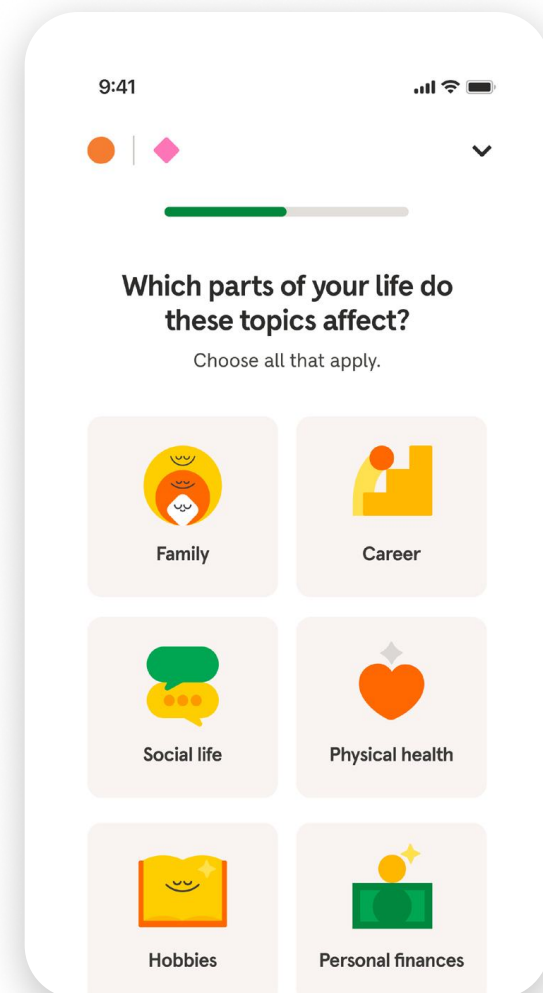 9:41
Which parts of your life do
these topics affect?
Choose all that apply.
Family
Career
Social life
Physical health
Hobbies
Personal finances